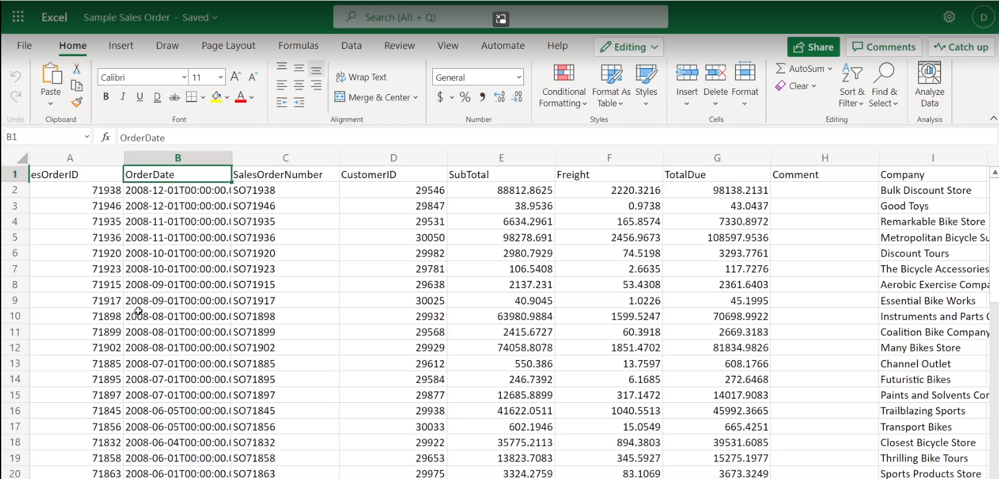 Excel Sample Sales Order - Saved Search (Alt + Q) D
File Home Insert Draw Page Layout Formulas Data Review View Automate Help Editing Share Comments Catch up
Calibri 11 A^ Aˇ ab Wrap Text General AutoSum
Paste B I U D ab A Merge & Center $ % 9 .00 .00 Conditional Formatting Format As Table Styles Insert Delete Format Clear Sort & Filter Find & Select Analyze Data
Undo Clipboard Font Alignment Number Styles Cells Editing Analysis
B1 fx OrderDate
A B C D E F G H I
1 esOrderID OrderDate SalesOrderNumber CustomerID SubTotal Freight TotalDue Comment Company
2 71938 2008-12-01T00:00:00.( SO71938 29546 88812.8625 2220.3216 98138.2131 Bulk Discount Store
3 71946 2008-12-01T00:00:00.( SO71946 29847 38.9536 0.9738 43.0437 Good Toys
4 71935 2008-11-01T00:00:00.( SO71935 29531 6634.2961 165.8574 7330.8972 Remarkable Bike Store
5 71936 2008-11-01T00:00:00.( SO71936 30050 98278.691 2456.9673 108597.9536 Metropolitan Bicycle Su
6 71920 2008-10-01T00:00:00.( SO71920 29982 2980.7929 74.5198 3293.7761 Discount Tours
7 71923 2008-10-01T00:00:00.( SO71923 29781 106.5408 2.6635 117.7276 The Bicycle Accessories
8 71915 2008-09-01T00:00:00.( SO71915 29638 2137.231 53.4308 2361.6403 Aerobic Exercise Compa
9 71917 2008-09-01T00:00:00.( SO71917 30025 40.9045 1.0226 45.1995 Essential Bike Works
10 71898 2008-08-01T00:00:00.( SO71898 29932 63980.9884 1599.5247 70698.9922 Instruments and Parts C
11 71899 2008-08-01T00:00:00.( SO71899 29568 2415.6727 60.3918 2669.3183 Coalition Bike Company
12 71902 2008-08-01T00:00:00.( SO71902 29929 74058.8078 1851.4702 81834.9826 Many Bikes Store
13 71885 2008-07-01T00:00:00.( SO71885 29612 550.386 13.7597 608.1766 Channel Outlet
14 71895 2008-07-01T00:00:00.( SO71895 29584 246.7392 6.1685 272.6468 Futuristic Bikes
15 71897 2008-07-01T00:00:00.( SO71897 29877 12685.8899 317.1472 14017.9083 Paints and Solvents Cor
16 71845 2008-06-05T00:00:00.( SO71845 29938 41622.0511 1040.5513 45992.3665 Trailblazing Sports
17 71856 2008-06-05T00:00:00.( SO71856 30033 602.1946 15.0549 665.4251 Transport Bikes
18 71832 2008-06-04T00:00:00.( SO71832 29922 35775.2113 894.3803 39531.6085 Closest Bicycle Store
19 71858 2008-06-01T00:00:00.( SO71858 29653 13823.7083 345.5927 15275.1977 Thrilling Bike Tours
20 71863 2008-06-01T00:00:00.( SO71863 29975 3324.2759 83.1069 3673.3249 Sports Products Store